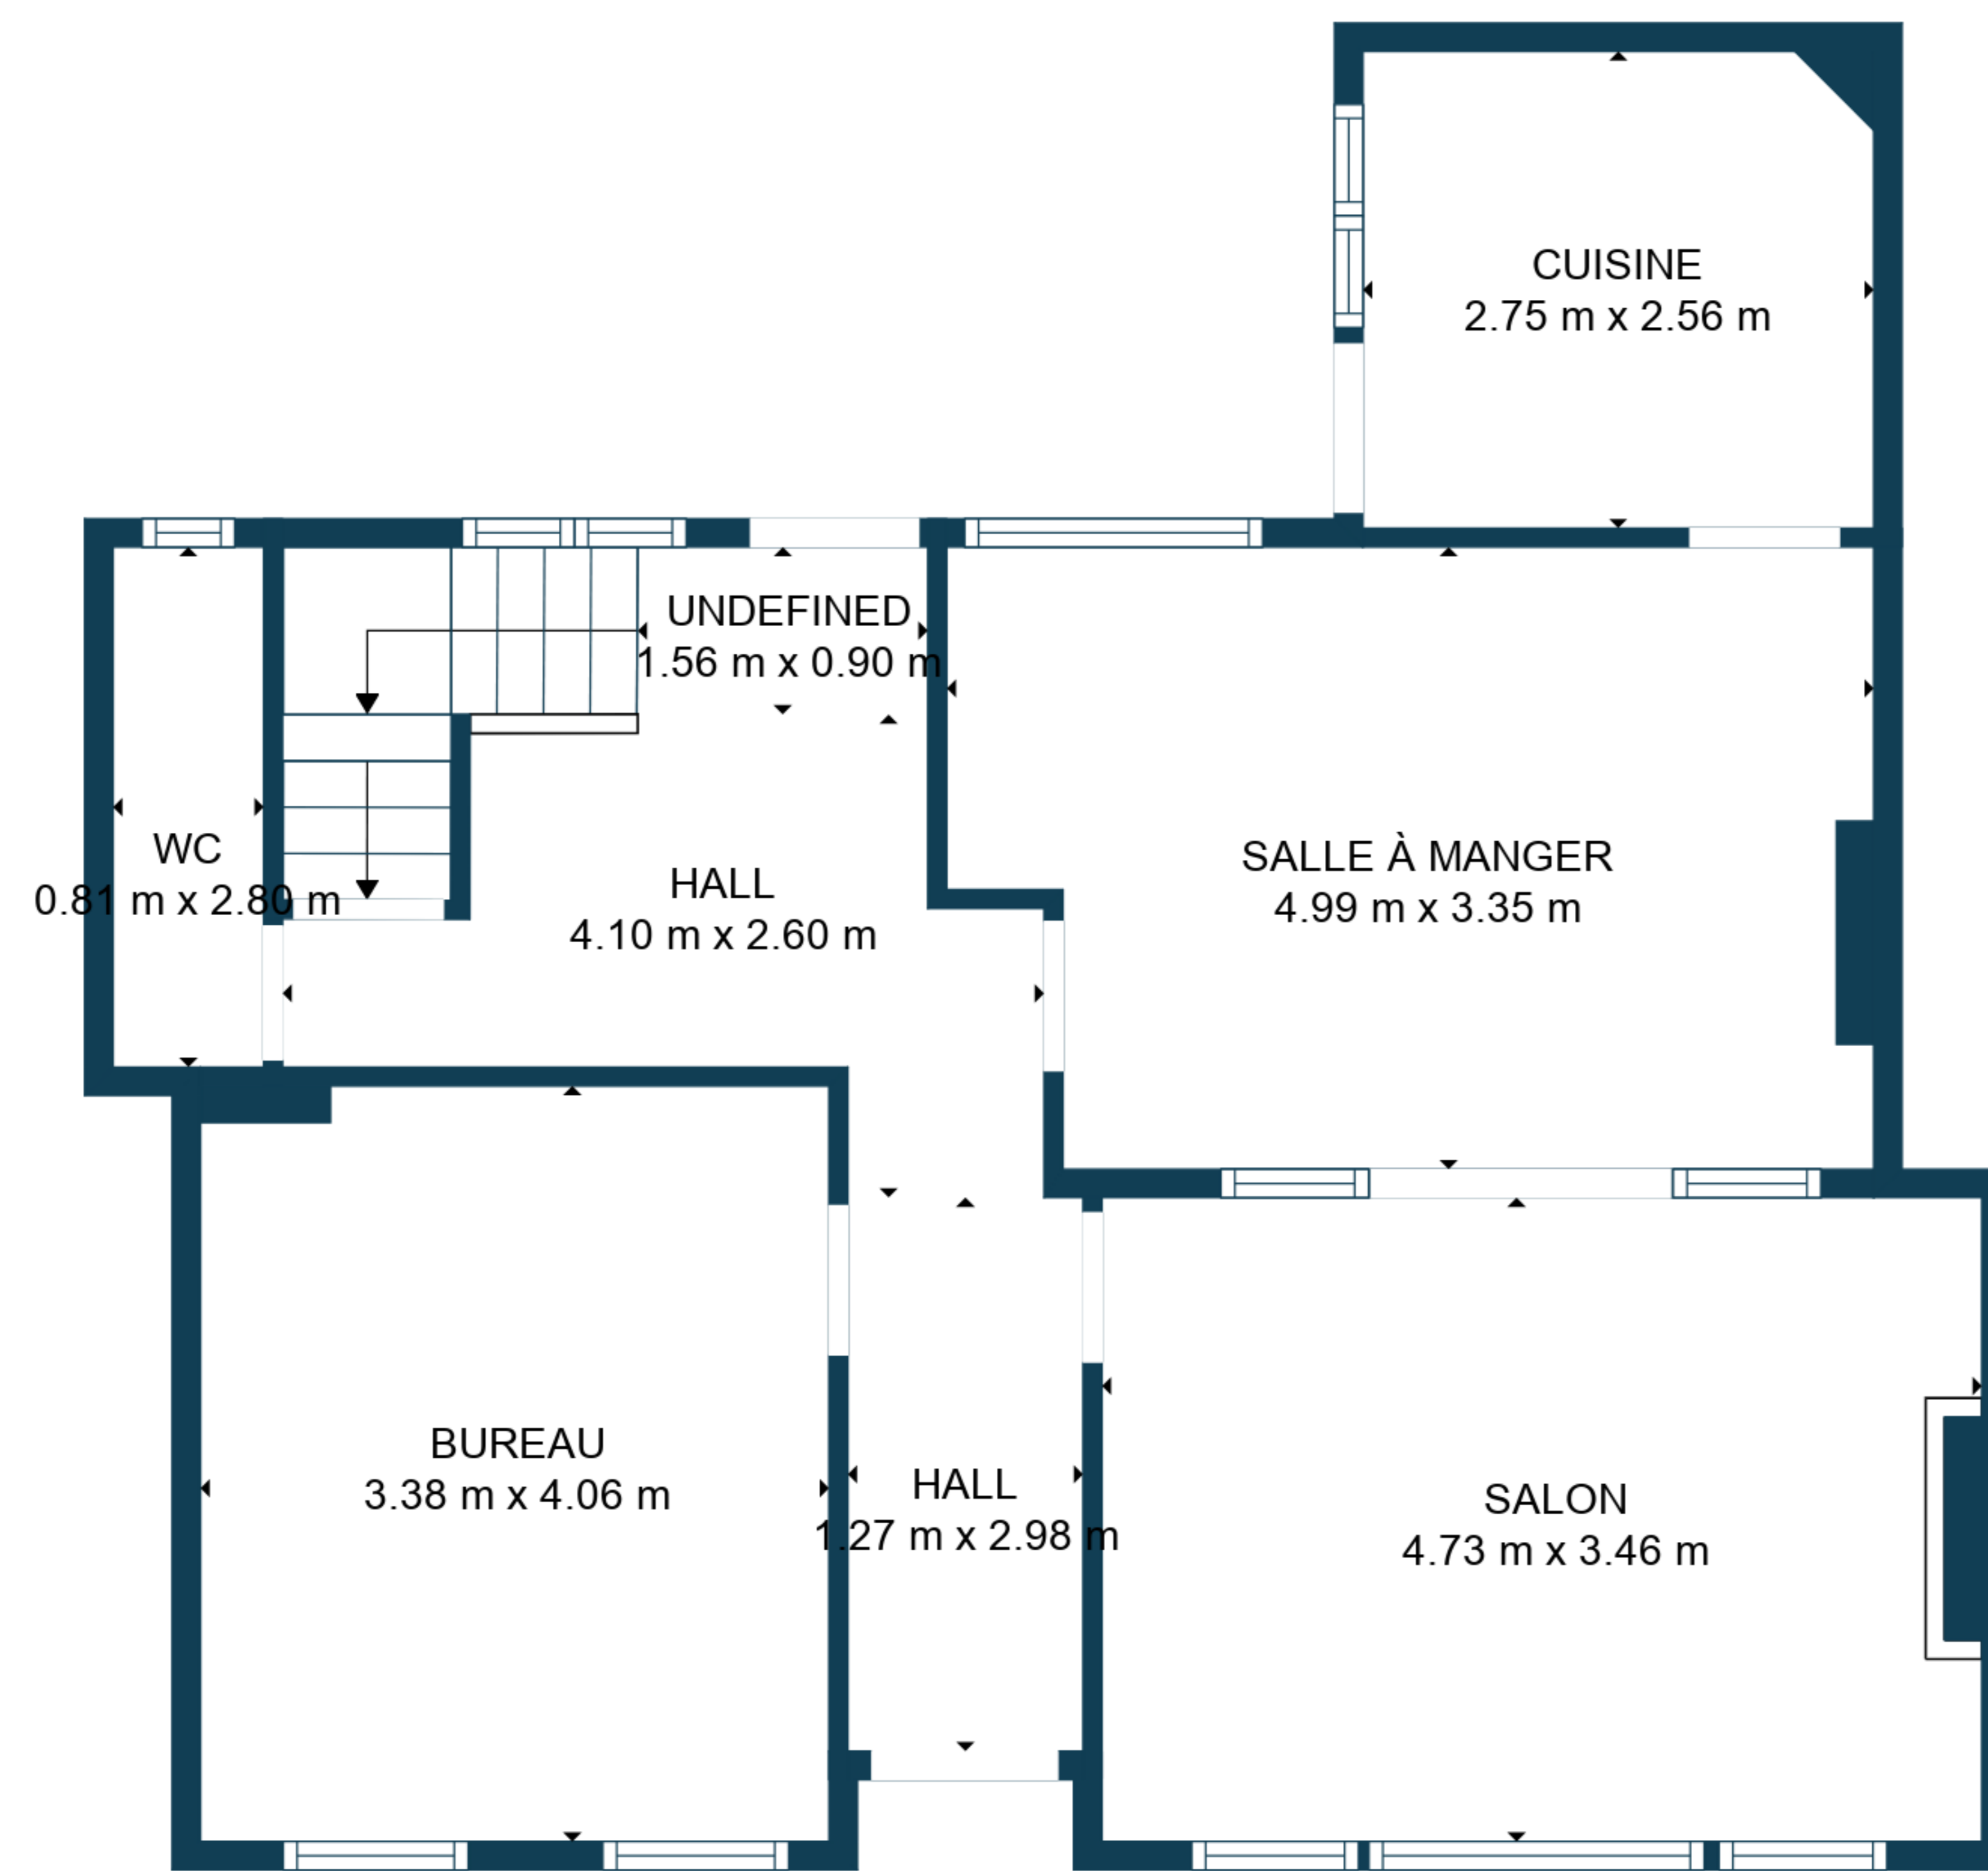 CUISINE
2.75 m x 2.56 m
UNDEFINED
1.56 m x 0.90 m
WC
0.81 m x 2.80 m
HALL
4.10 m x 2.60 m
SALLE À MANGER
4.99 m x 3.35 m
BUREAU
3.38 m x 4.06 m
HALL
1.27 m x 2.98 m
SALON
4.73 m x 3.46 m